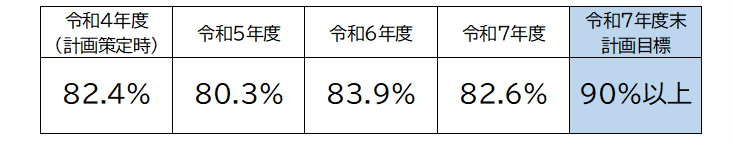 令和4年度
（計画策定時）
令和5年度
令和6年度
令和7年度
令和7年度末
計画目標
82.4%
80.3%
83.9%
82.6%
90%以上